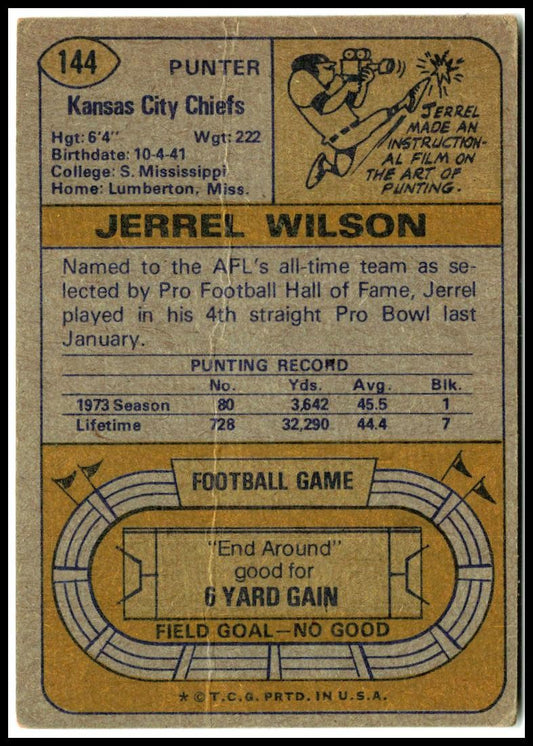 144
PUNTER
Kansas City Chiefs
Hgt: 6'4" Wgt: 222
Birthdate: 10-4-41
College: S. Mississippi
Home: Lumberton, Miss.
JERREL
MADE AN
INSTRUCTION-
AL FILM ON
THE ART OF
PUNTING.
JERREL WILSON
Named to the AFL's all-time team as se-
lected by Pro Football Hall of Fame, Jerrel
played in his 4th straight Pro Bowl last
January.
PUNTING RECORD
No. Yds. Avg. Blk.
1973 Season 80 3,642 45.5 1
Lifetime 728 32,290 44.4 7
FOOTBALL GAME
"End Around"
good for
6 YARD GAIN
FIELD GOAL—NO GOOD
* © T.C.G. PRTD. IN U.S.A.